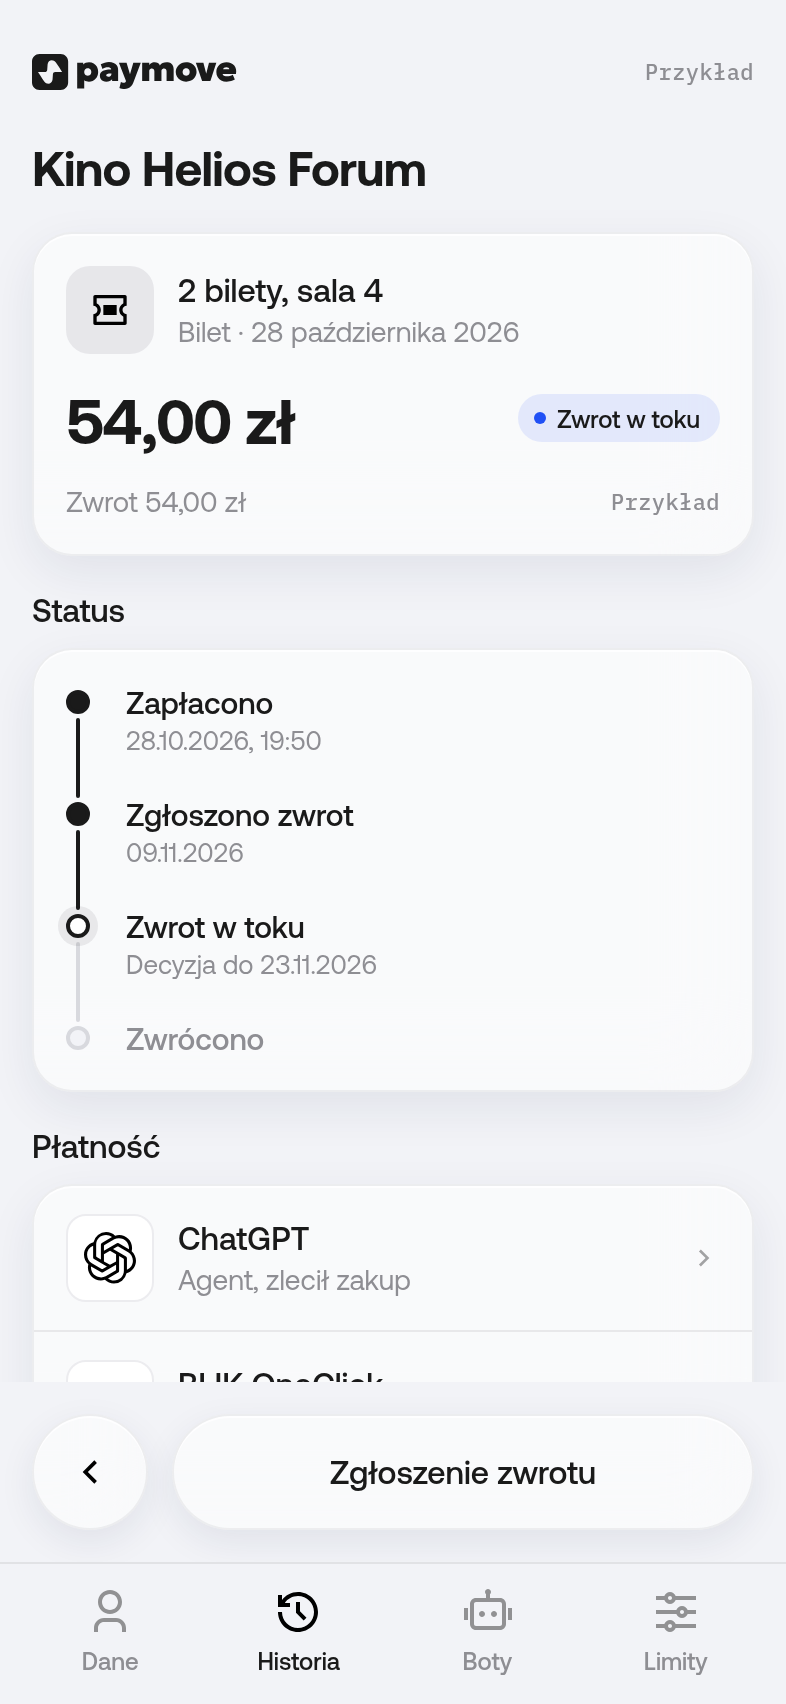 paymove
Przykład
Kino Helios Forum
2 bilety, sala 4
Bilet · 28 października 2026
54,00 zł
Zwrot w toku
Zwrot 54,00 zł
Przykład
Status
Zapłacono
28.10.2026, 19:50
Zgłoszono zwrot
09.11.2026
Zwrot w toku
Decyzja do 23.11.2026
Zwrócono
Płatność
ChatGPT
Agent, zlecił zakup
BLIK OneClick
Zgłoszenie zwrotu
Dane
Historia
Boty
Limity